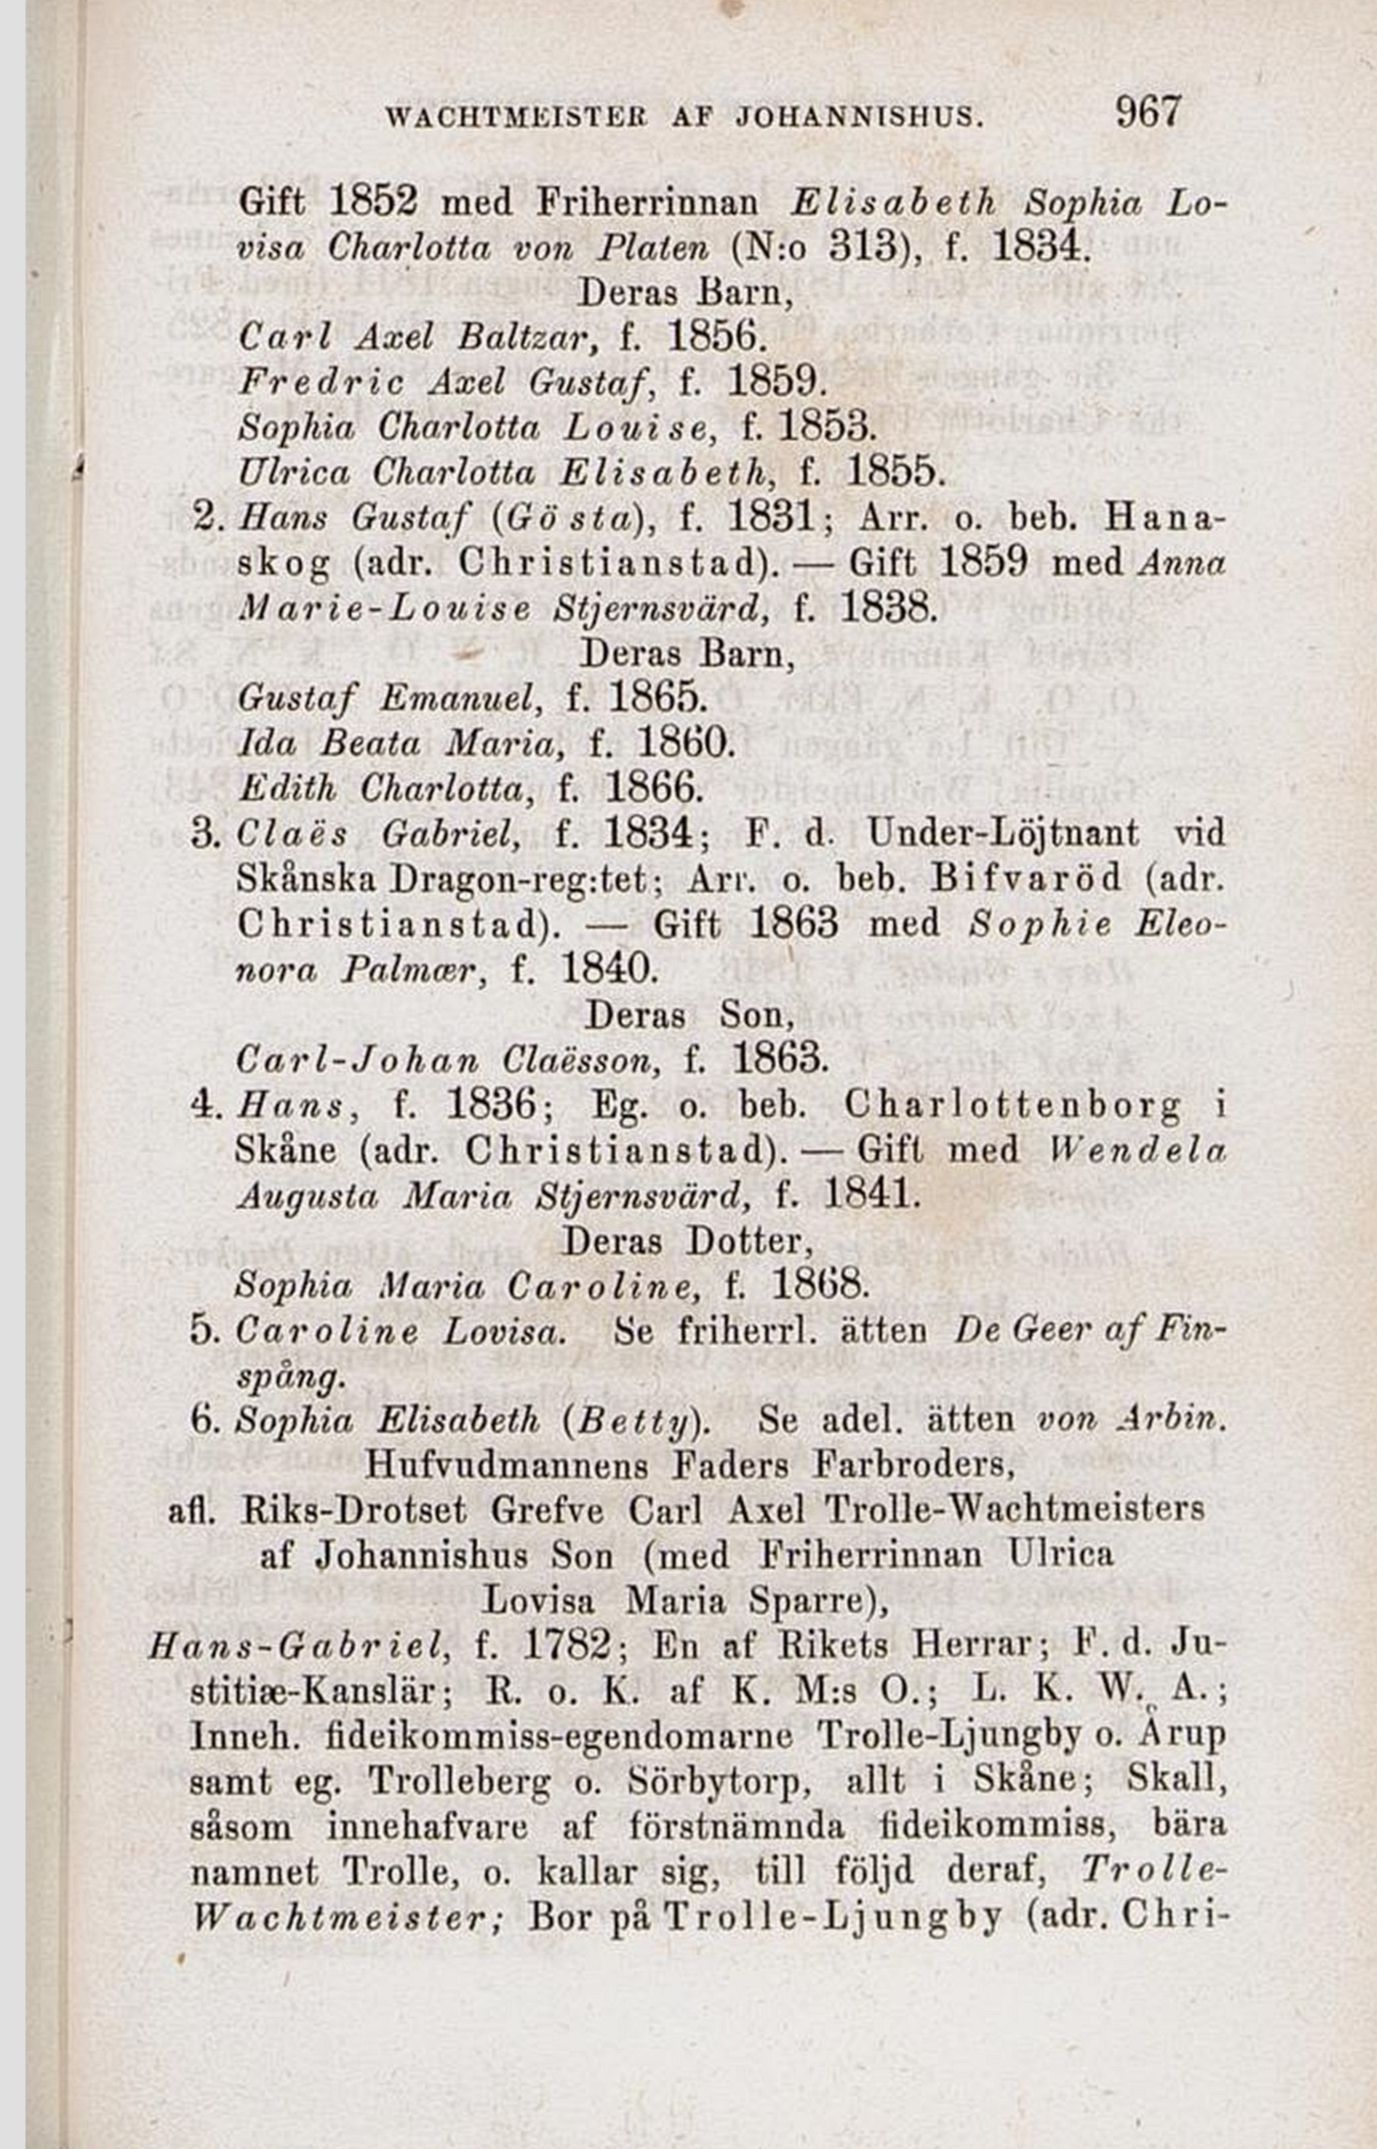 WACHTMEISTER AF JOHANNISHUS. 967
Gift 1852 med Friherrinnan Elisabeth Sophia Lo-
visa Charlotta von Platen (N:o 313), f. 1834.
Deras Barn,
Carl Axel Baltzar, f. 1856.
Fredric Axel Gustaf, f. 1859.
Sophia Charlotta Louise, f. 1853.
Ulrica Charlotta Elisabeth, f. 1855.
2. Hans Gustaf (Gösta), f. 1831; Arr. o. beb. Hana-
skog (adr. Christianstad). — Gift 1859 med Anna
Marie-Louise Stjernsvärd, f. 1838.
Deras Barn,
Gustaf Emanuel, f. 1865.
Ida Beata Maria, f. 1860.
Edith Charlotta, f. 1866.
3. Claës Gabriel, f. 1834; F. d. Under-Löjtnant vid
Skånska Dragon-reg:tet; Arr. o. beb. Bifvaröd (adr.
Christianstad). — Gift 1863 med Sophie Eleo-
nora Palmær, f. 1840.
Deras Son,
Carl-Johan Claësson, f. 1863.
4. Hans, f. 1836; Eg. o. beb. Charlottenborg i
Skåne (adr. Christianstad). — Gift med Wendela
Augusta Maria Stjernsvärd, f. 1841.
Deras Dotter,
Sophia Maria Caroline, f. 1868.
5. Caroline Lovisa. Se friherrl. ätten De Geer af Fin-
spång.
6. Sophia Elisabeth (Betty). Se adel. ätten von Arbin.
Hufvudmannens Faders Farbroders,
afl. Riks-Drotset Grefve Carl Axel Trolle-Wachtmeisters
af Johannishus Son (med Friherrinnan Ulrica
Lovisa Maria Sparre),
Hans-Gabriel, f. 1782; En af Rikets Herrar; F. d. Ju-
stitiæ-Kanslär; R. o. K. af K. M:s O.; L. K. W. A.;
Inneh. fideikommiss-egendomarne Trolle-Ljungby o. Årup
samt eg. Trolleberg o. Sörbytorp, allt i Skåne; Skall,
såsom innehafvare af förstnämnda fideikommiss, bära
namnet Trolle, o. kallar sig, till följd deraf, Trolle-
Wachtmeister; Bor på Trolle-Ljungby (adr. Chri-